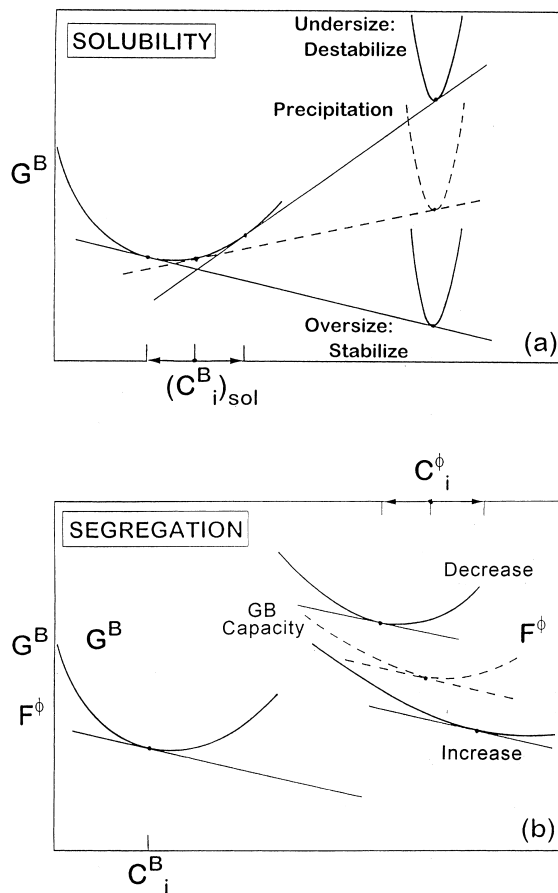 SOLUBILITY
Undersize:
Destabilize
Precipitation
G^B
Oversize:
Stabilize
(a)
(C^B_i)_sol
C^ϕ_i
SEGREGATION
Decrease
GB
Capacity
G^B
G^B
F^ϕ
F^ϕ
Increase
(b)
C^B_i